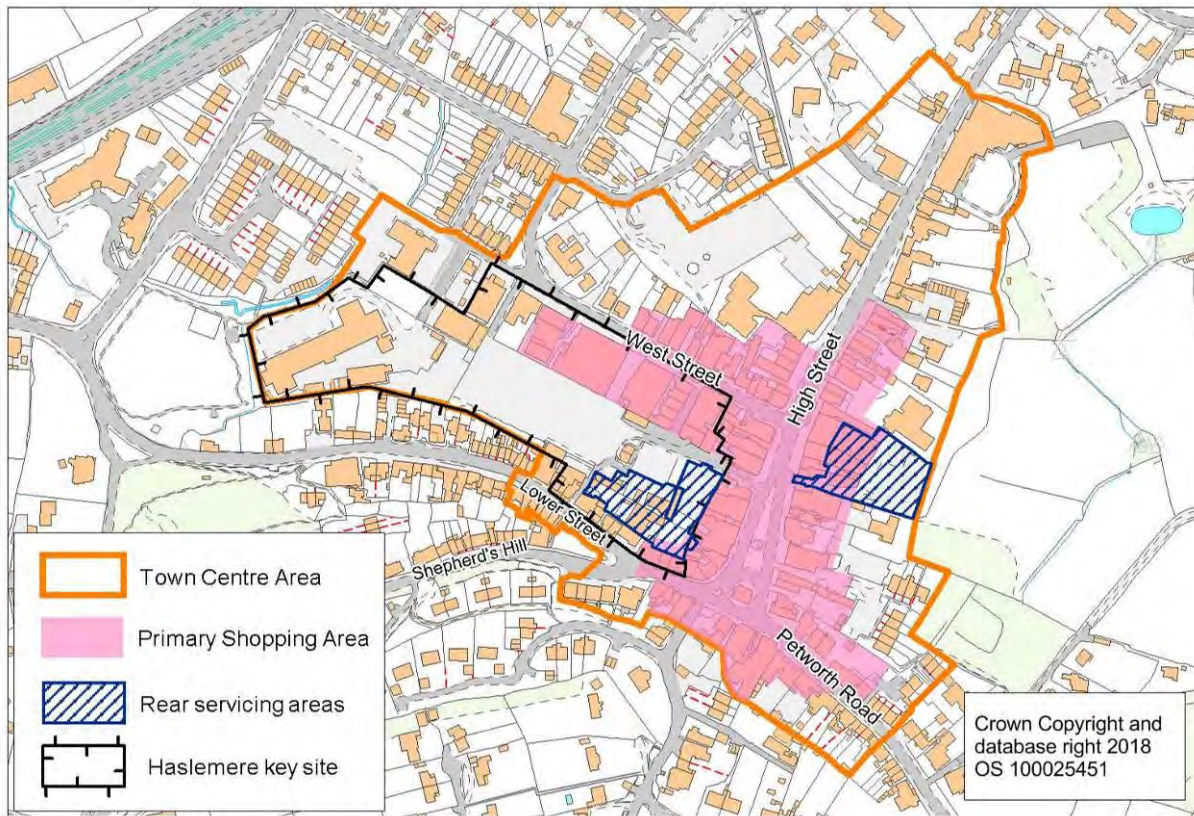 West Street
High Street
Lower Street
Shepherd's Hill
Petworth Road
Town Centre Area
Primary Shopping Area
Rear servicing areas
Haslemere key site
Crown Copyright and
database right 2018
OS 100025451